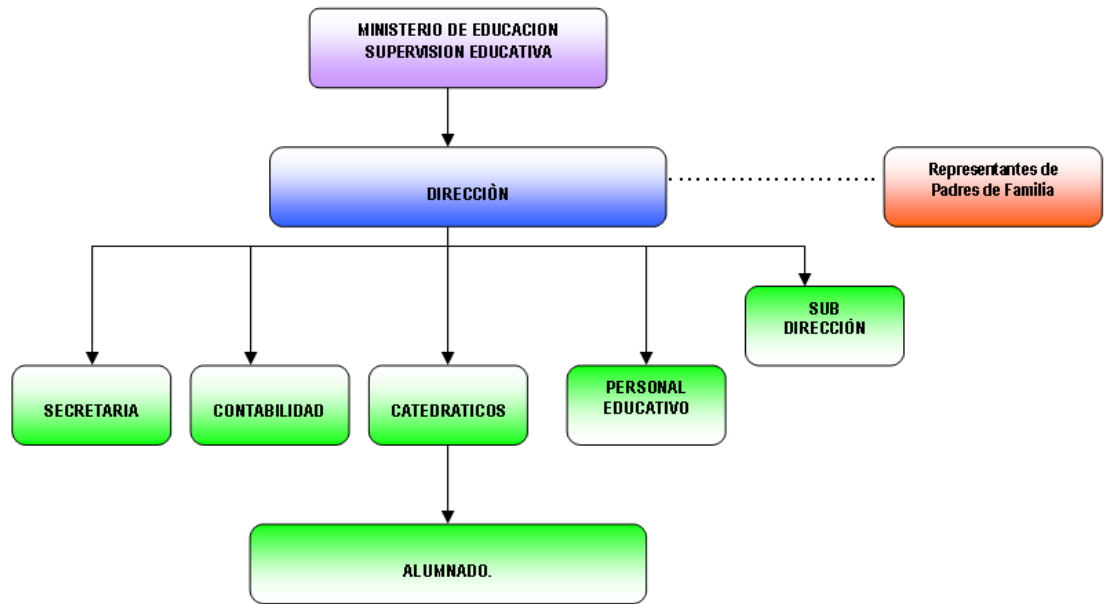 MINISTERIO DE EDUCACION
SUPERVISION EDUCATIVA
DIRECCIÒN
Representantes de
Padres de Familia
SUB
DIRECCIÓN
SECRETARIA
CONTABILIDAD
CATEDRATICOS
PERSONAL
EDUCATIVO
ALUMNADO.